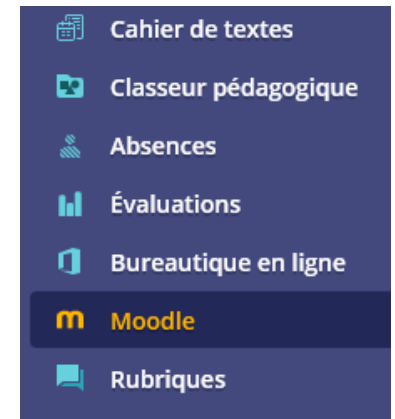 Cahier de textes
Classeur pédagogique
Absences
Évaluations
Bureautique en ligne
Moodle
Rubriques